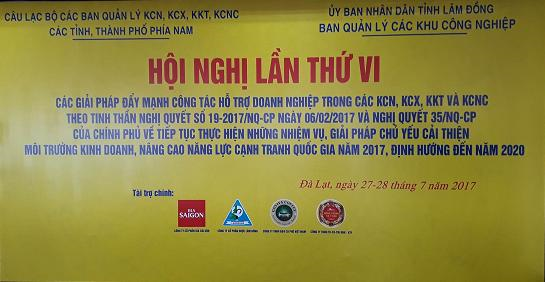 CÂU LẠC BỘ CÁC BAN QUẢN LÝ KCN, KCX, KKT, KCNC
CÁC TỈNH, THÀNH PHỐ PHÍA NAM
ỦY BAN NHÂN DÂN TỈNH LÂM ĐỒNG
BAN QUẢN LÝ CÁC KHU CÔNG NGHIỆP
HỘI NGHỊ LẦN THỨ VI
CÁC GIẢI PHÁP ĐẨY MẠNH CÔNG TÁC HỖ TRỢ DOANH NGHIỆP TRONG CÁC KCN, KCX, KKT VÀ KCNC
THEO TINH THẦN NGHỊ QUYẾT SỐ 19-2017/NQ-CP NGÀY 06/02/2017 VÀ NGHỊ QUYẾT 35/NQ-CP
CỦA CHÍNH PHỦ VỀ TIẾP TỤC THỰC HIỆN NHỮNG NHIỆM VỤ, GIẢI PHÁP CHỦ YẾU CẢI THIỆN
MÔI TRƯỜNG KINH DOANH, NÂNG CAO NĂNG LỰC CẠNH TRANH QUỐC GIA NĂM 2017, ĐỊNH HƯỚNG ĐẾN NĂM 2020
Đà Lạt, ngày 27-28 tháng 7 năm 2017
Tài trợ chính:
BIA
SAIGON